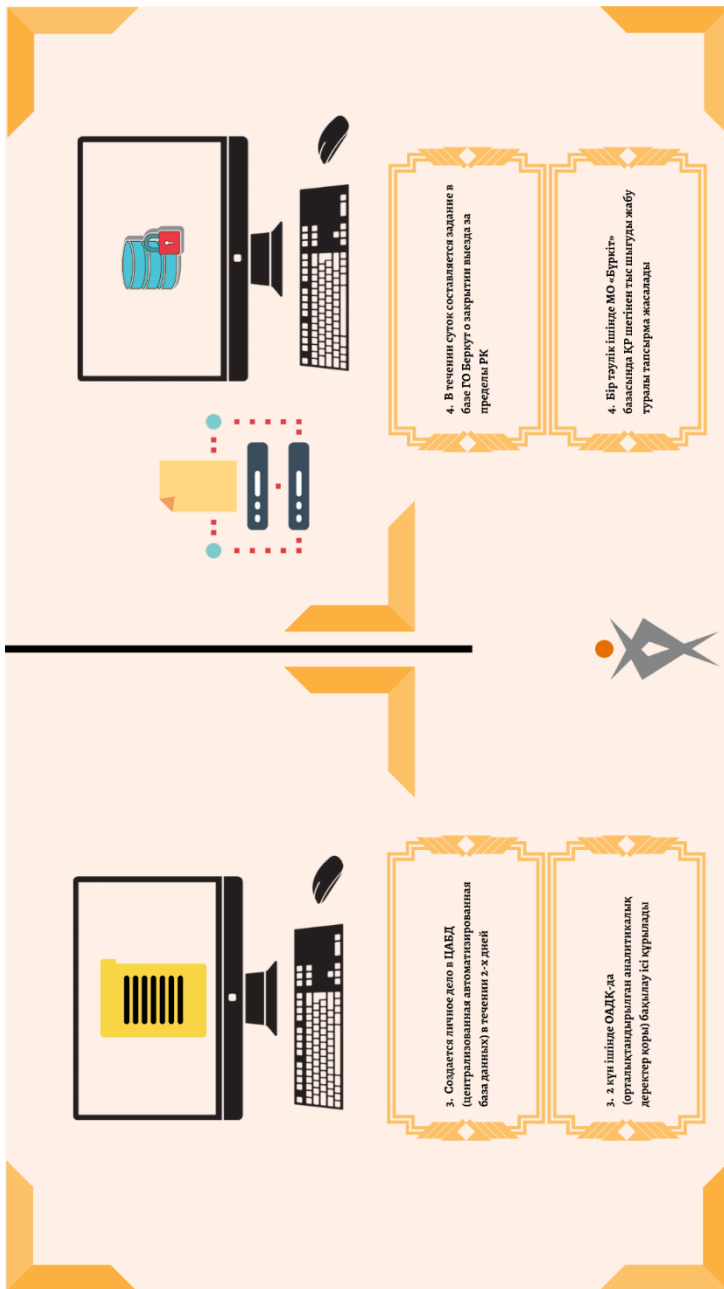 3. Создается личное дело в ЦАБД
(централизованная автоматизированная
база данных) в течении 2-х дней
3. 2 күн ішінде ОАДҚ-да
(орталықтандырылған аналитикалық
деректер қоры) бақылау ісі құрылады
4. В течении суток составляется задание в
базе ГО Беркут о закрытии выезда за
пределы РК
4. Бір тәулік ішінде МО «Бүркіт»
базасында ҚР шегінен тыс шығуды жабу
туралы тапсырма жасалады